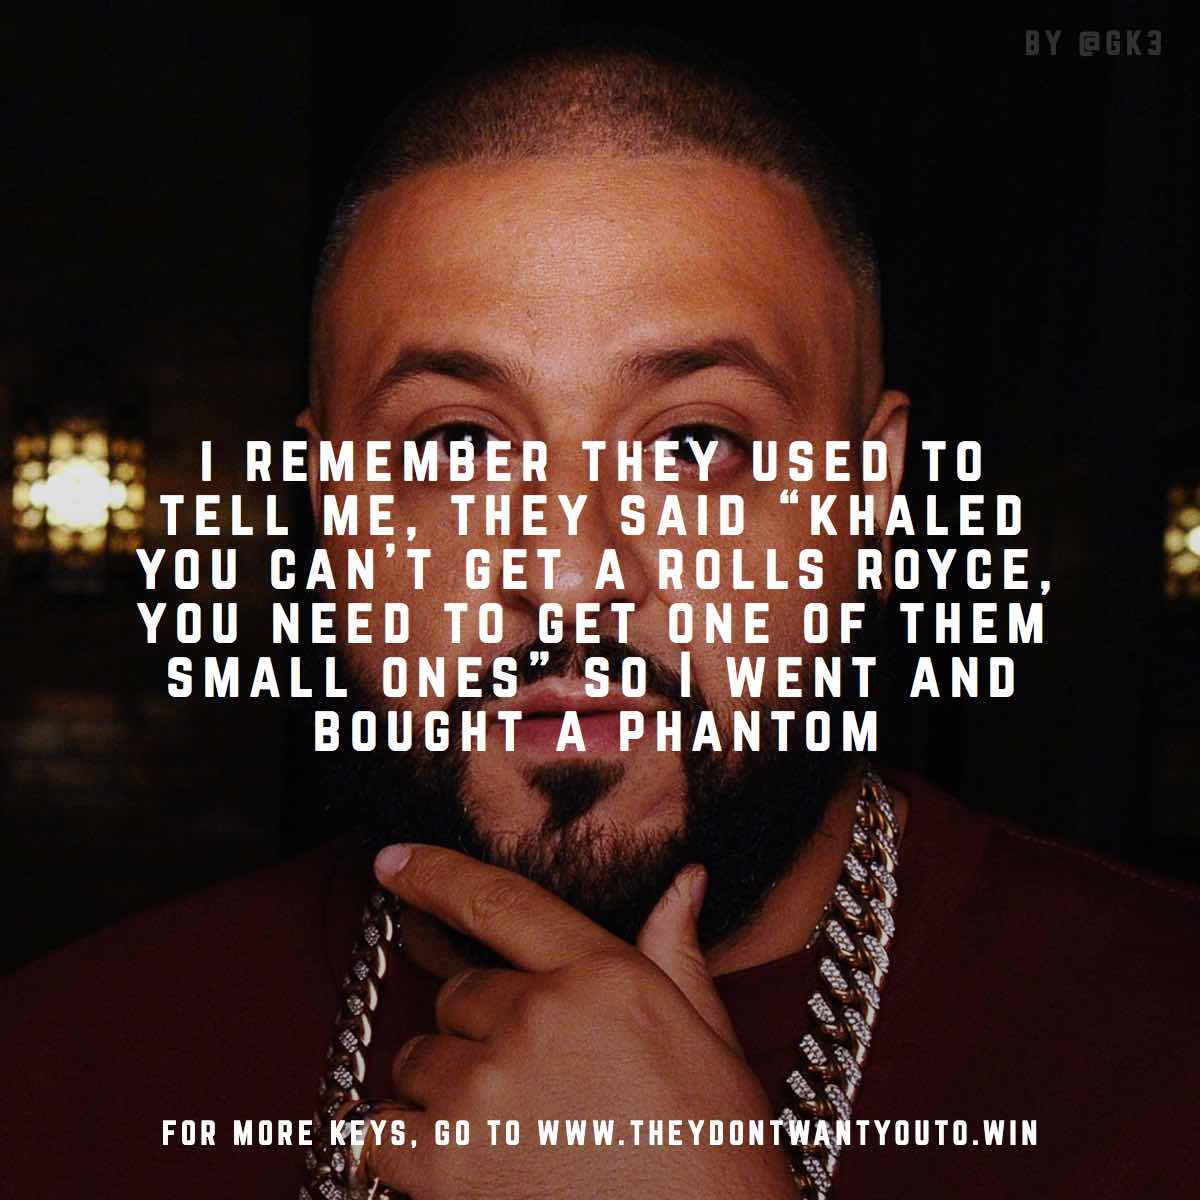 BY @GK3
I REMEMBER THEY USED TO
TELL ME, THEY SAID “KHALED
YOU CAN’T GET A ROLLS ROYCE,
YOU NEED TO GET ONE OF THEM
SMALL ONES” SO I WENT AND
BOUGHT A PHANTOM
FOR MORE KEYS, GO TO WWW.THEYDONTWANTYOUTO.WIN